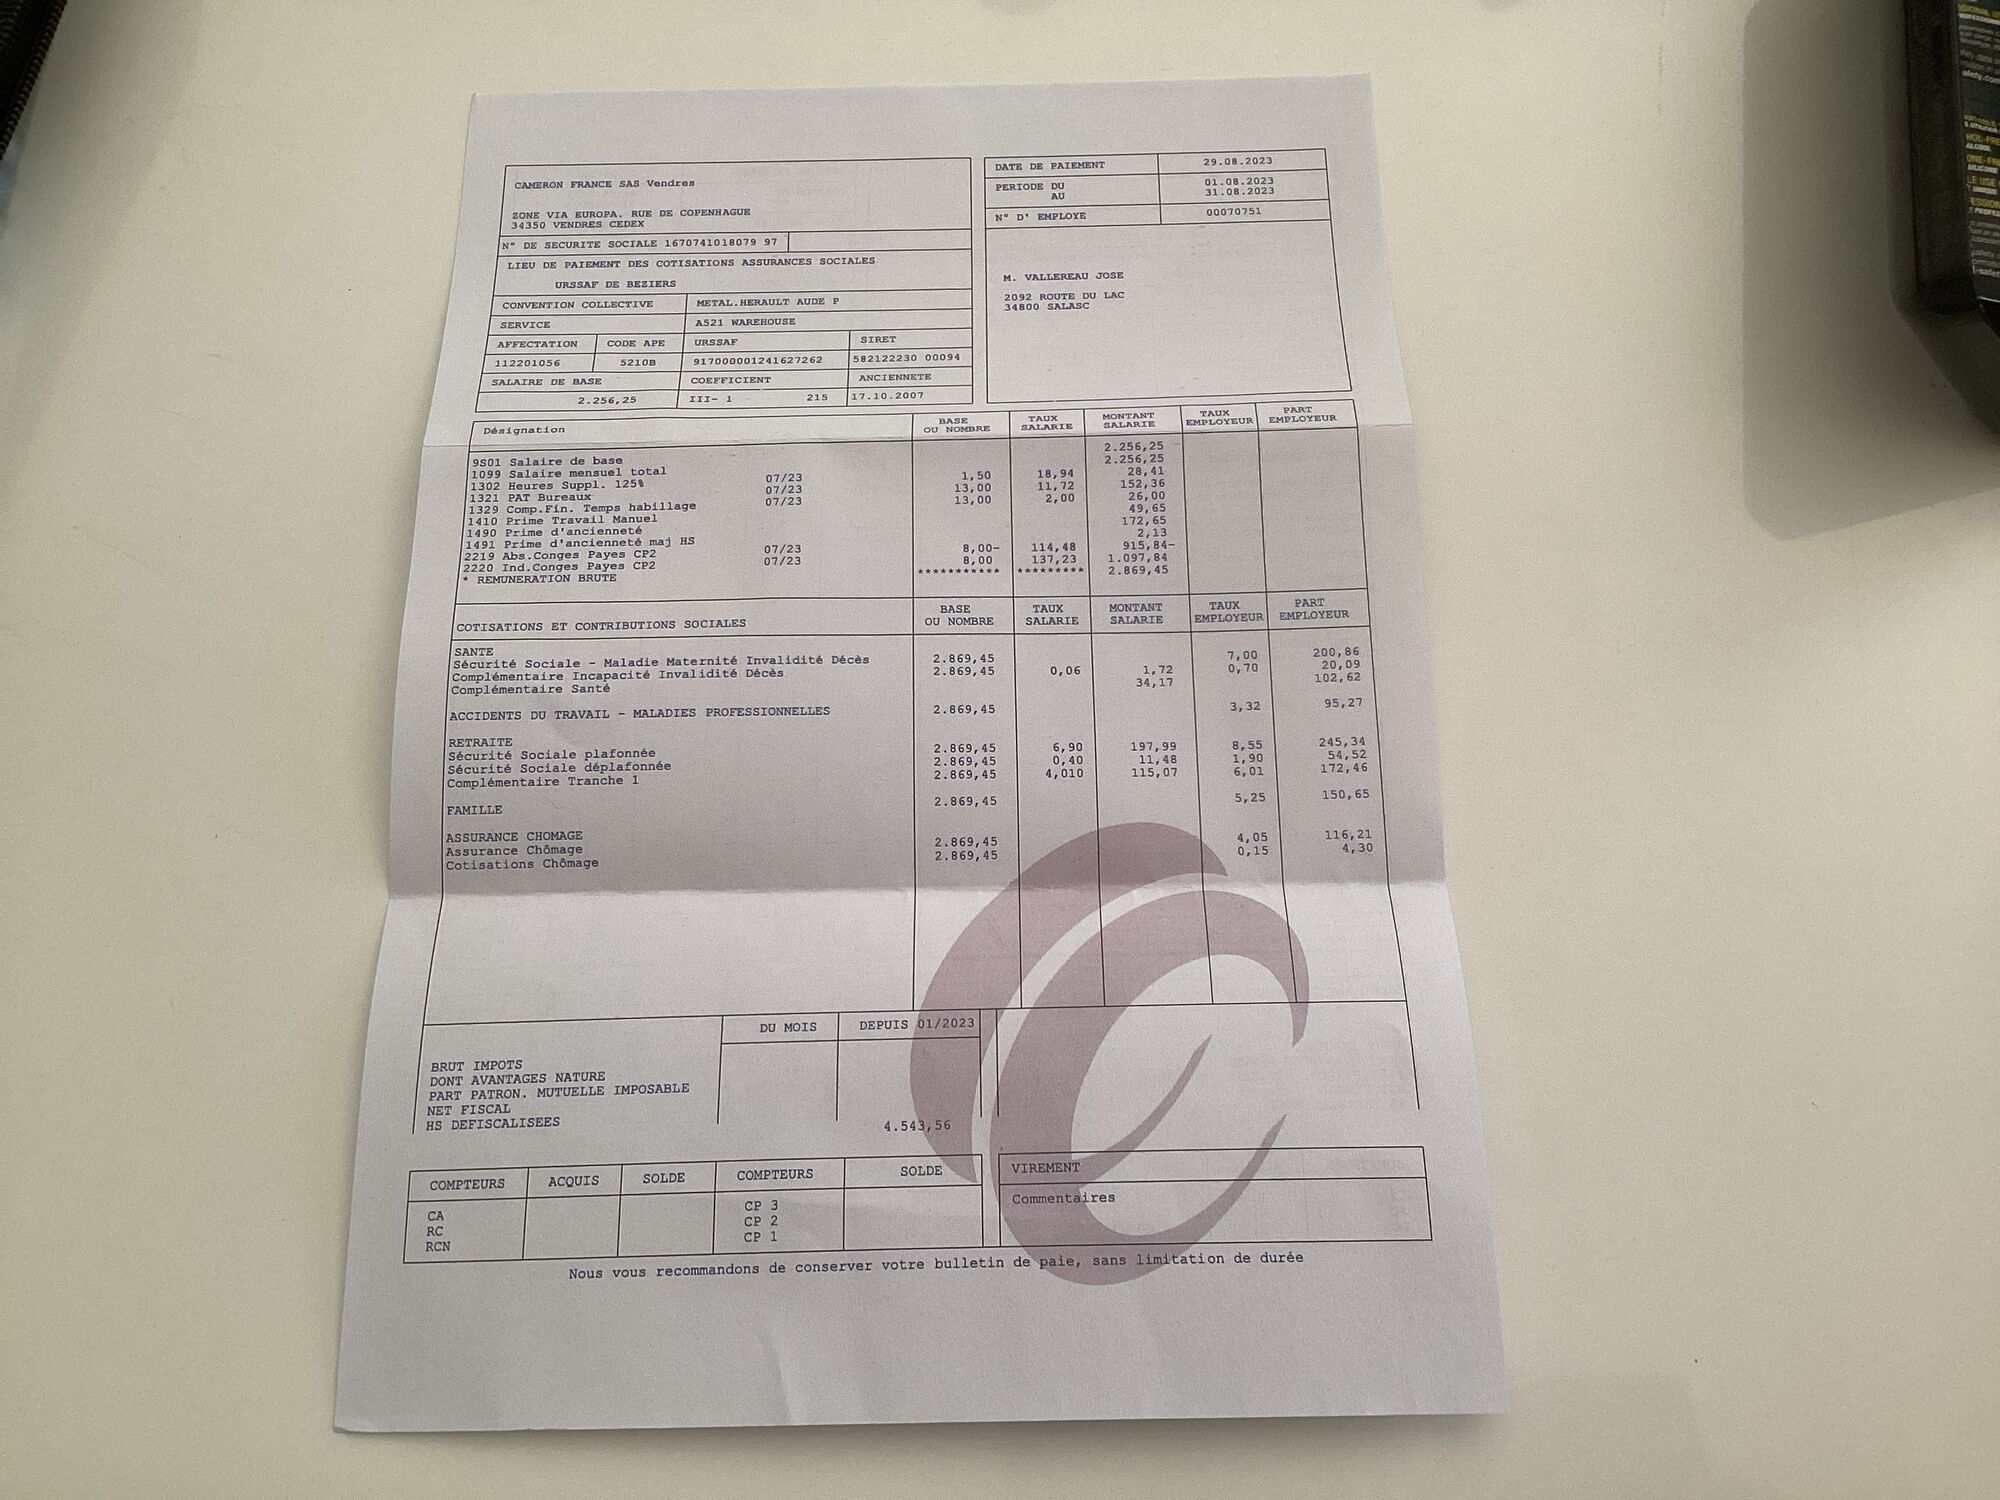 CAMERON FRANCE SAS Vendres
ZONE VIA EUROPA. RUE DE COPENHAGUE
34350 VENDRES CEDEX
N° DE SECURITE SOCIALE 1670741018079 97
LIEU DE PAIEMENT DES COTISATIONS ASSURANCES SOCIALES
URSSAF DE BEZIERS
CONVENTION COLLECTIVE METAL.HERAULT AUDE P
SERVICE A521 WAREHOUSE
AFFECTATION CODE APE URSSAF SIRET
112201056 5210B 917000001241627262 582122230 00094
SALAIRE DE BASE COEFFICIENT ANCIENNETE
2.256,25 III- 1 215 17.10.2007
DATE DE PAIEMENT 29.08.2023
PERIODE DU 01.08.2023
AU 31.08.2023
N° D' EMPLOYE 00070751
M. VALLEREAU JOSE
2092 ROUTE DU LAC
34800 SALASC
Désignation BASE OU NOMBRE TAUX SALARIE MONTANT SALARIE TAUX EMPLOYEUR PART EMPLOYEUR
9S01 Salaire de base 2.256,25
1099 Salaire mensuel total 2.256,25
1302 Heures Suppl. 125% 07/23 1,50 18,94 28,41
1321 PAT Bureaux 07/23 13,00 11,72 152,36
1329 Comp.Fin. Temps habillage 07/23 13,00 2,00 26,00
1410 Prime Travail Manuel 49,65
1490 Prime d'ancienneté 172,65
1491 Prime d'ancienneté maj HS 2,13
2219 Abs.Conges Payes CP2 07/23 8,00- 114,48 915,84-
2220 Ind.Conges Payes CP2 07/23 8,00 137,23 1.097,84
* REMUNERATION BRUTE *********** ********* 2.869,45
COTISATIONS ET CONTRIBUTIONS SOCIALES BASE OU NOMBRE TAUX SALARIE MONTANT SALARIE TAUX EMPLOYEUR PART EMPLOYEUR
SANTE
Sécurité Sociale - Maladie Maternité Invalidité Décès 2.869,45 7,00 200,86
Complémentaire Incapacité Invalidité Décès 2.869,45 0,06 1,72 0,70 20,09
Complémentaire Santé 34,17 102,62
ACCIDENTS DU TRAVAIL - MALADIES PROFESSIONNELLES 2.869,45 3,32 95,27
RETRAITE
Sécurité Sociale plafonnée 2.869,45 6,90 197,99 8,55 245,34
Sécurité Sociale déplafonnée 2.869,45 0,40 11,48 1,90 54,52
Complémentaire Tranche 1 2.869,45 4,010 115,07 6,01 172,46
FAMILLE 2.869,45 5,25 150,65
ASSURANCE CHOMAGE
Assurance Chômage 2.869,45 4,05 116,21
Cotisations Chômage 2.869,45 0,15 4,30
DU MOIS DEPUIS 01/2023
BRUT IMPOTS
DONT AVANTAGES NATURE
PART PATRON. MUTUELLE IMPOSABLE
NET FISCAL
HS DEFISCALISEES 4.543,56
COMPTEURS ACQUIS SOLDE COMPTEURS SOLDE
CA CP 3
RC CP 2
RCN CP 1
VIREMENT
Commentaires
Nous vous recommandons de conserver votre bulletin de paie, sans limitation de durée